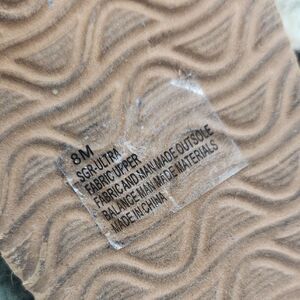 8M
SGR-ULTRA
FABRIC UPPER
FABRIC AND MAN MADE OUTSOLE
BALANCE MAN MADE MATERIALS
MADE IN CHINA